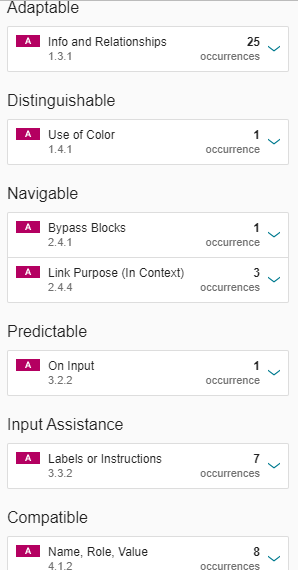 Adaptable
A Info and Relationships 25
1.3.1 occurrences
Distinguishable
A Use of Color 1
1.4.1 occurrence
Navigable
A Bypass Blocks 1
2.4.1 occurrence
A Link Purpose (In Context) 3
2.4.4 occurrences
Predictable
A On Input 1
3.2.2 occurrence
Input Assistance
A Labels or Instructions 7
3.3.2 occurrences
Compatible
A Name, Role, Value 8
4.1.2 occurrences